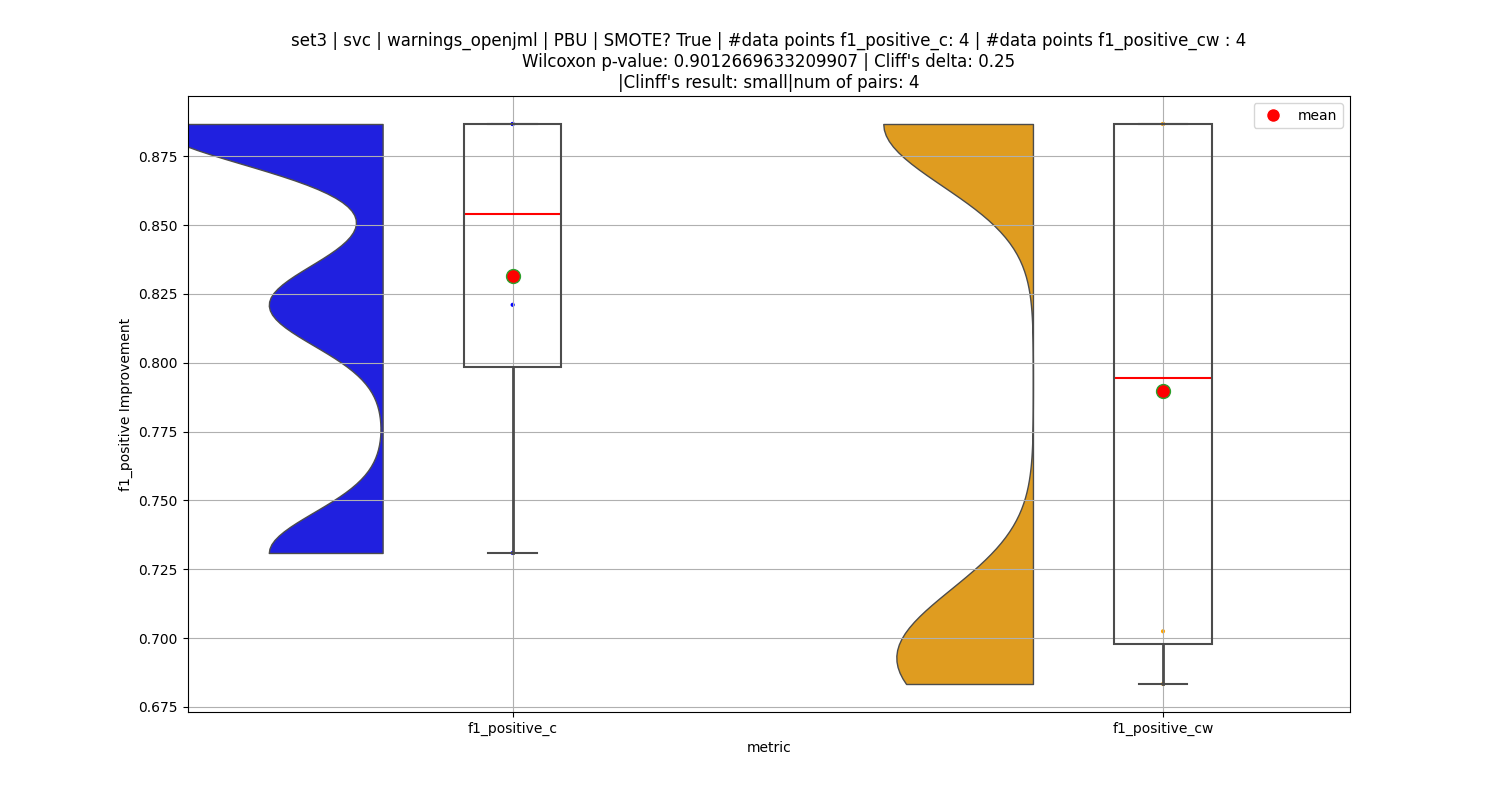 set3 | svc | warnings_openjml | PBU | SMOTE? True | #data points f1_positive_c: 4 | #data points f1_positive_cw : 4
Wilcoxon p-value: 0.9012669633209907 | Cliff's delta: 0.25
|Clinff's result: small|num of pairs: 4
mean
0.875
0.850
0.825
0.800
0.775
0.750
0.725
0.700
0.675
f1_positive Improvement
f1_positive_c
f1_positive_cw
metric